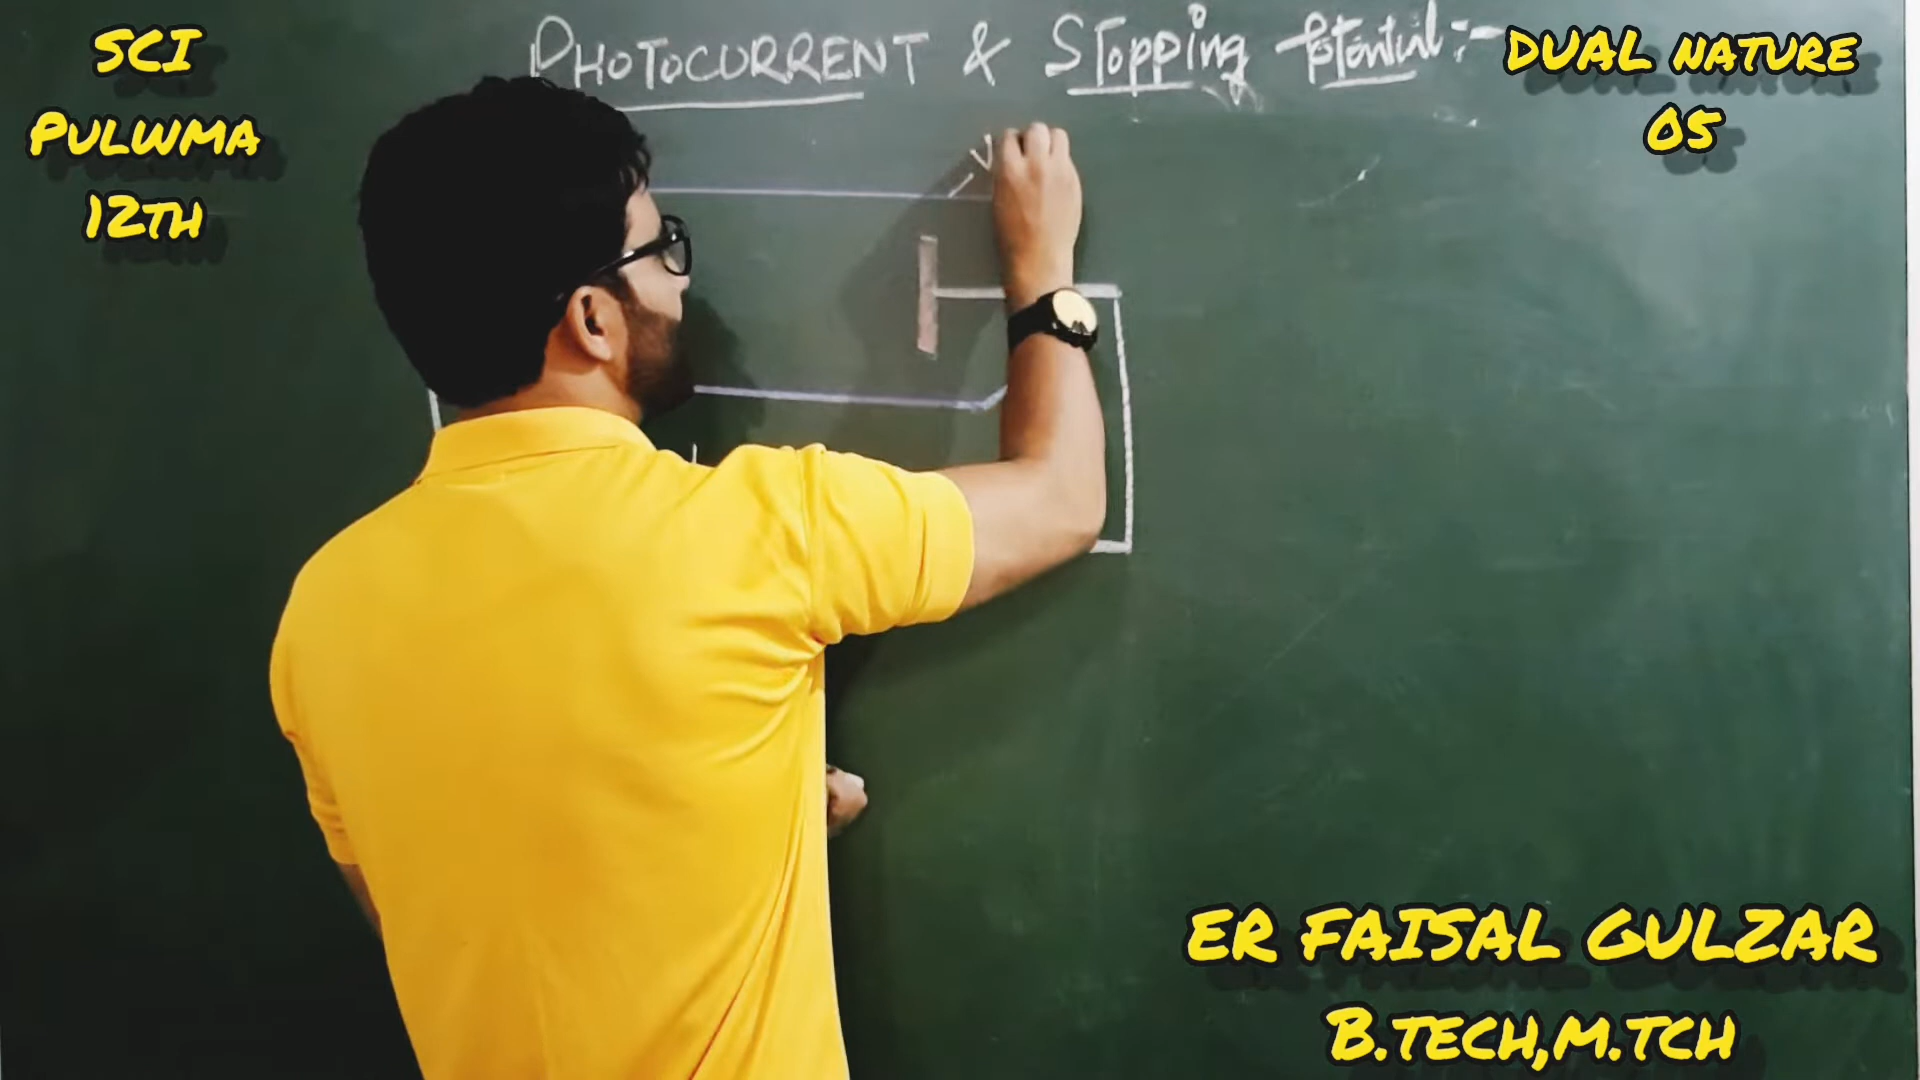 SCI
PULWMA
12TH
PHOTOCURRENT & Stopping Potential :-
DUAL NATURE
05
ER FAISAL GULZAR
B.TECH,M.TCH